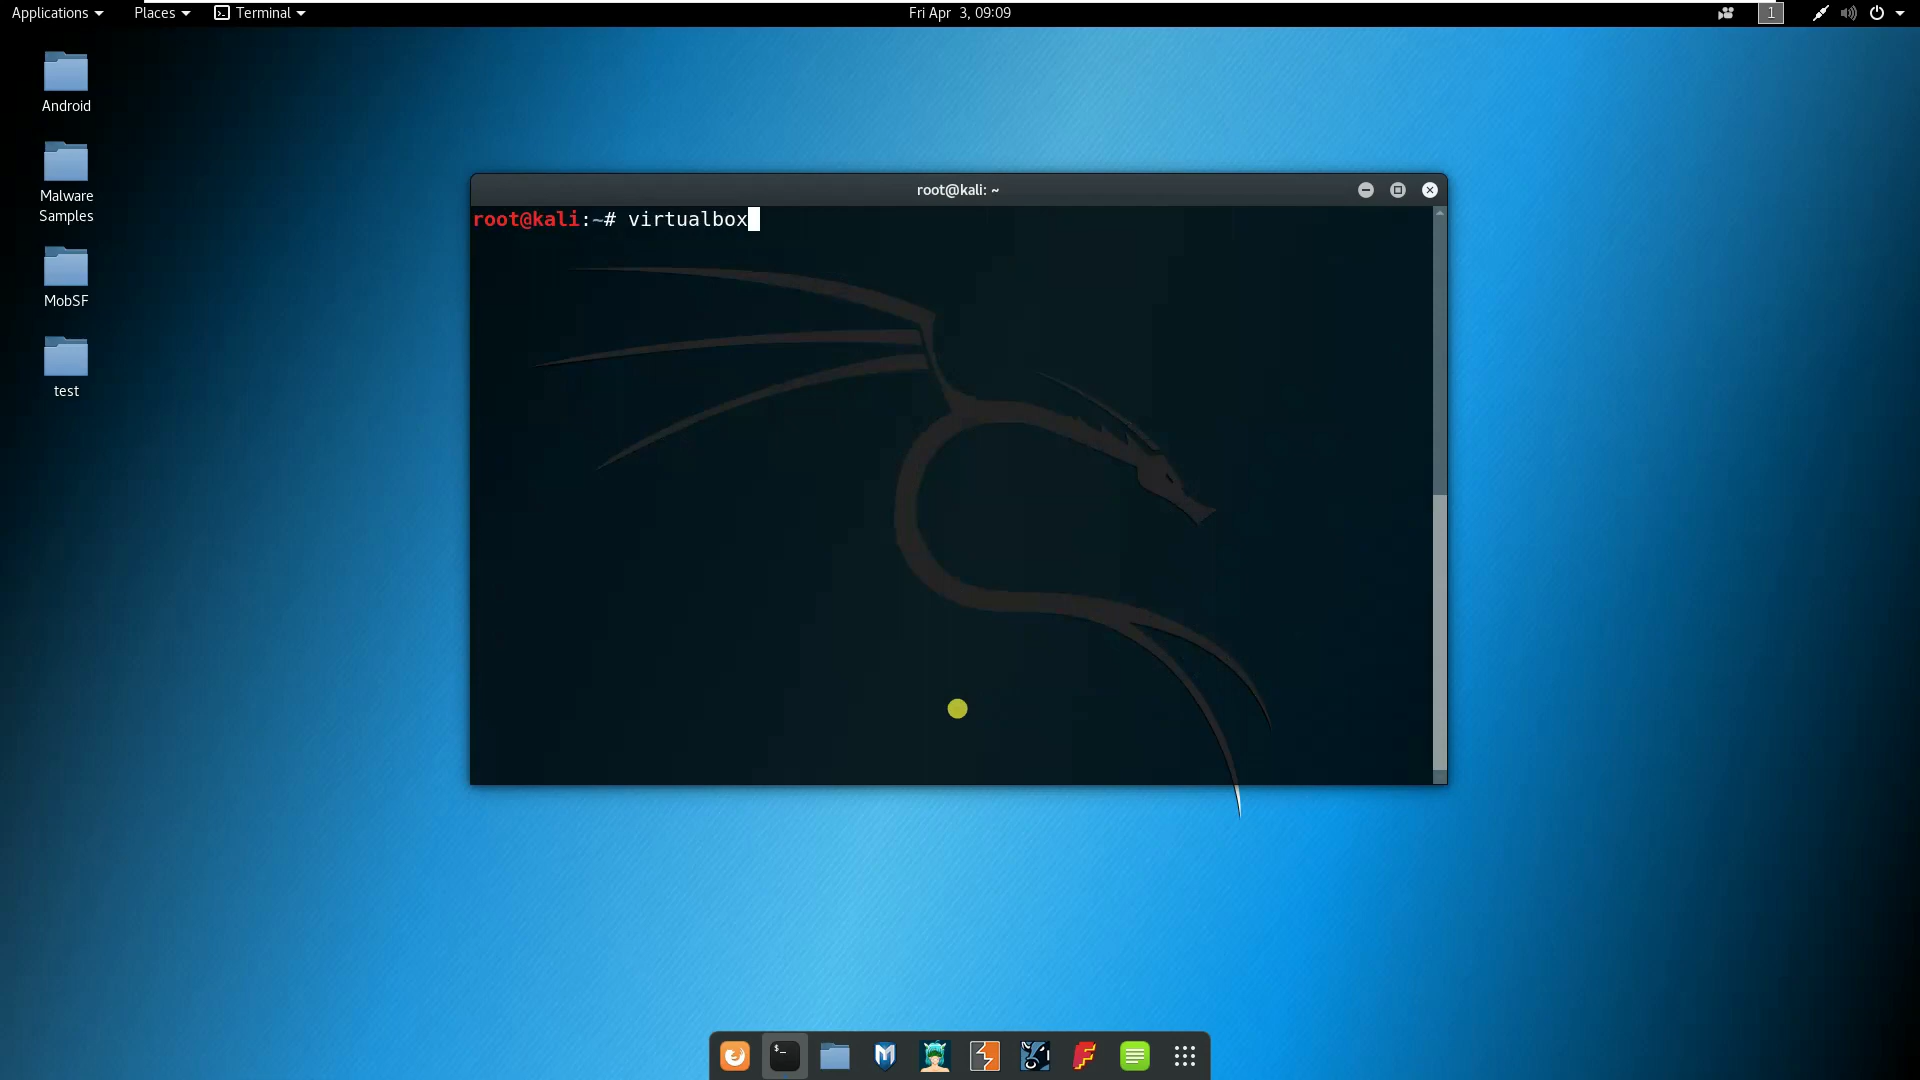 Applications Places Terminal Fri Apr 3, 09:09 1
Android
Malware
Samples
MobSF
test
root@kali: ~
root@kali:~# virtualbox